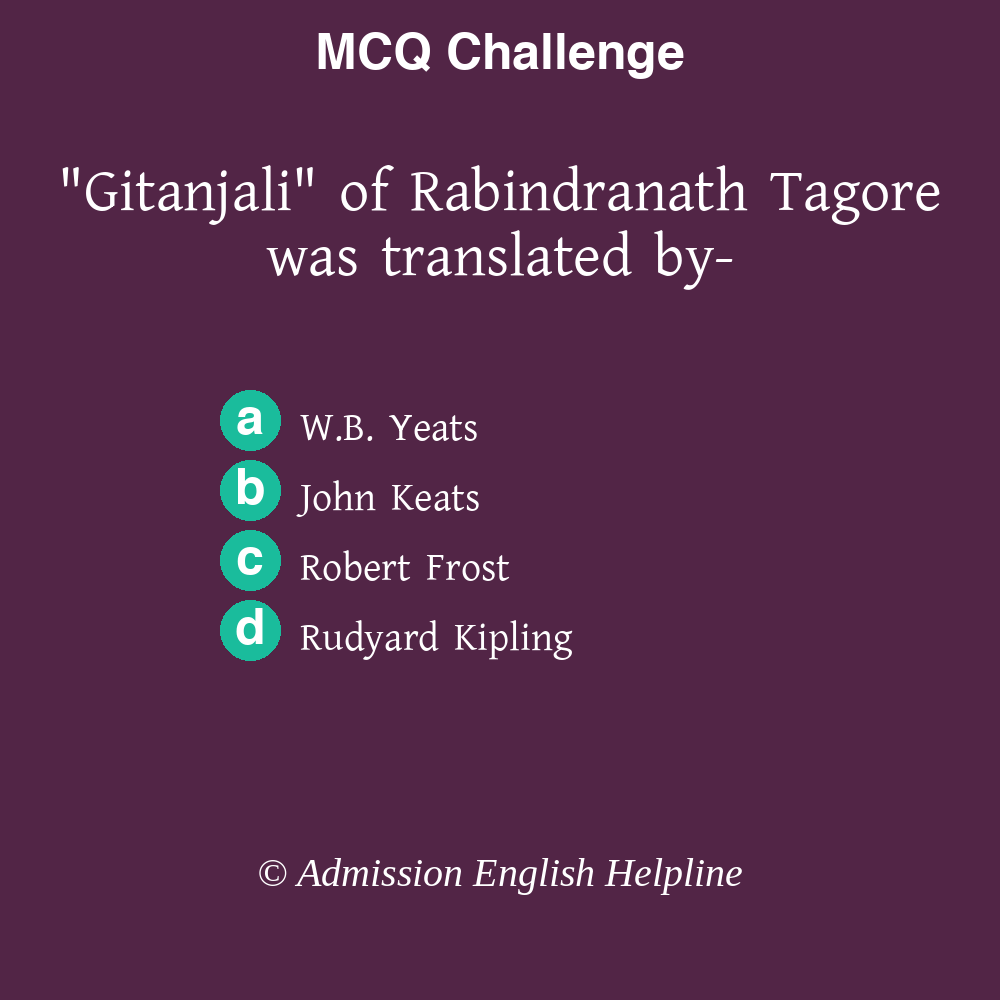 MCQ Challenge
"Gitanjali" of Rabindranath Tagore
was translated by-
a W.B. Yeats
b John Keats
c Robert Frost
d Rudyard Kipling
© Admission English Helpline